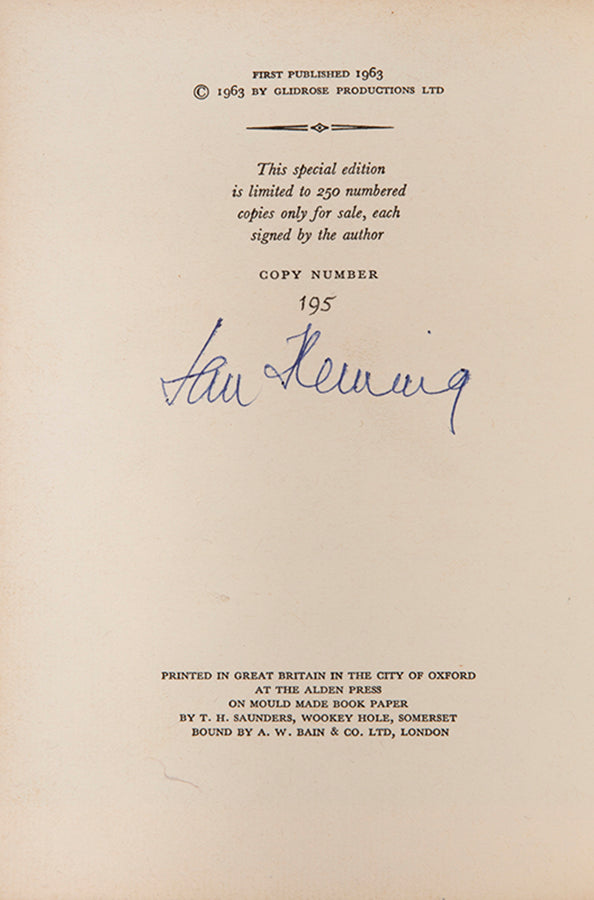 FIRST PUBLISHED 1963
© 1963 BY GLIDROSE PRODUCTIONS LTD
This special edition
is limited to 250 numbered
copies only for sale, each
signed by the author
COPY NUMBER
195
Ian Fleming
PRINTED IN GREAT BRITAIN IN THE CITY OF OXFORD
AT THE ALDEN PRESS
ON MOULD MADE BOOK PAPER
BY T. H. SAUNDERS, WOOKEY HOLE, SOMERSET
BOUND BY A. W. BAIN & CO. LTD, LONDON